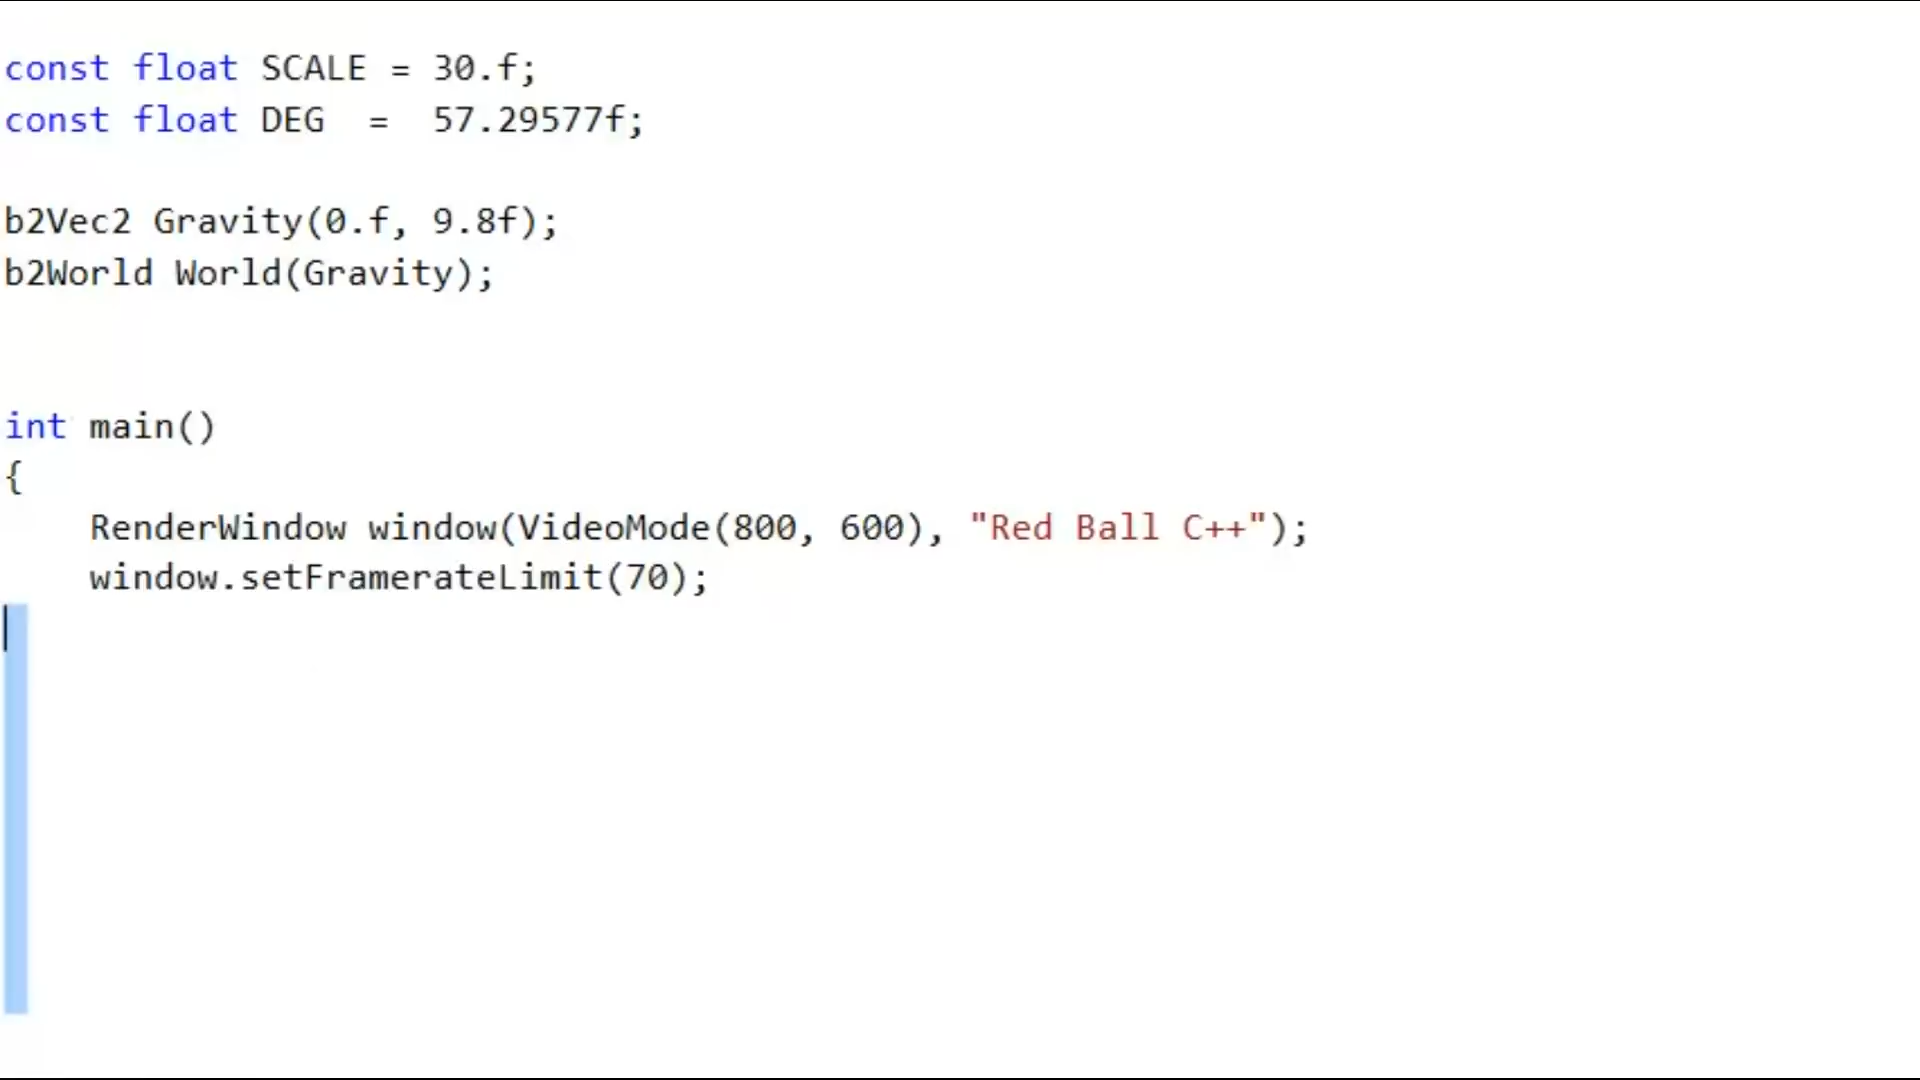 const float SCALE = 30.f;
const float DEG  =  57.29577f;
b2Vec2 Gravity(0.f, 9.8f);
b2World World(Gravity);
int main()
{
    RenderWindow window(VideoMode(800, 600), "Red Ball C++");
    window.setFramerateLimit(70);